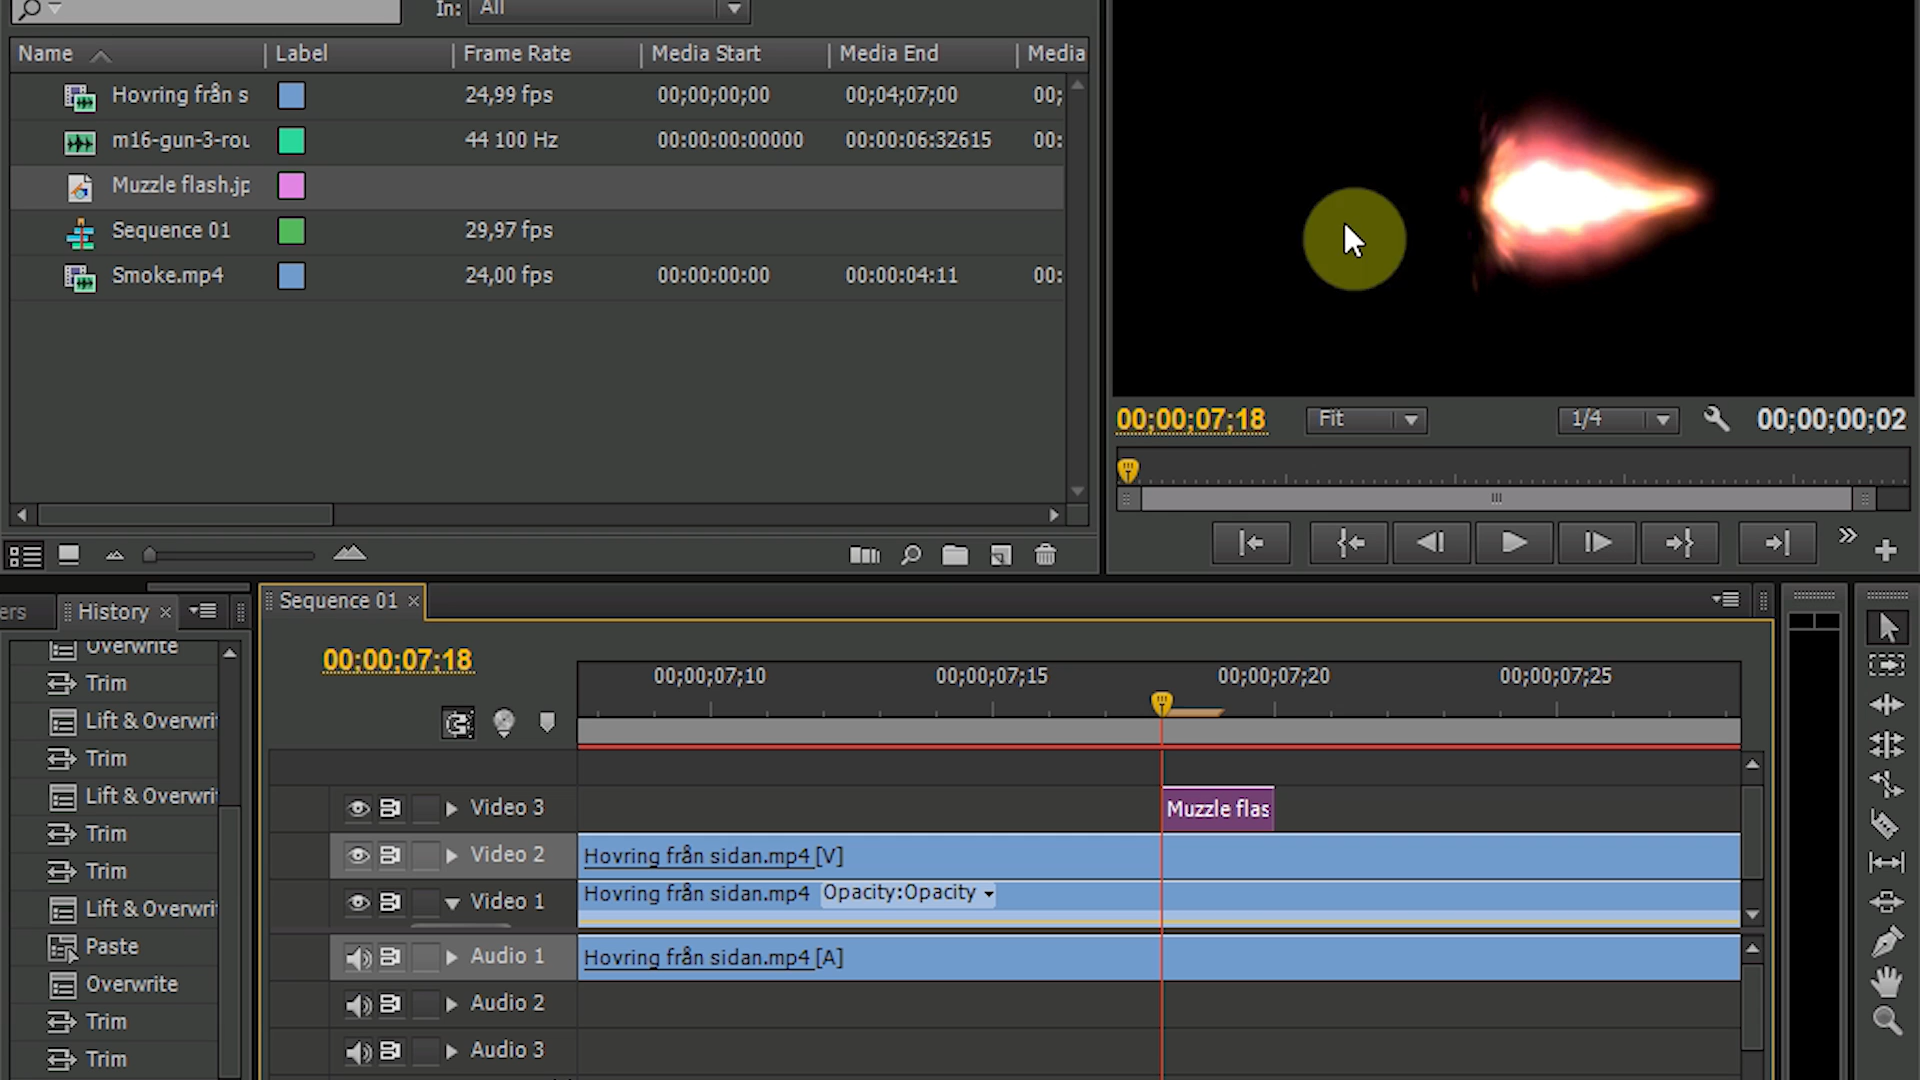 In: All
Name Label Frame Rate Media Start Media End Media
Hovring från s 24,99 fps 00;00;00;00 00;04;07;00 00;
m16-gun-3-rou 44 100 Hz 00:00:00:00000 00:00:06:32615 00:
Muzzle flash.jp
Sequence 01 29,97 fps
Smoke.mp4 24,00 fps 00:00:00:00 00:00:04:11 00:
00;00;07;18 Fit 1/4 00;00;00;02
ers History
Overwrite
Trim
Lift & Overwri
Trim
Lift & Overwri
Trim
Trim
Lift & Overwri
Paste
Overwrite
Trim
Trim
Sequence 01
00;00;07;18
00;00;07;10 00;00;07;15 00;00;07;20 00;00;07;25
Video 3 Muzzle flas
Video 2 Hovring från sidan.mp4 [V]
Video 1 Hovring från sidan.mp4 Opacity:Opacity
Audio 1 Hovring från sidan.mp4 [A]
Audio 2
Audio 3